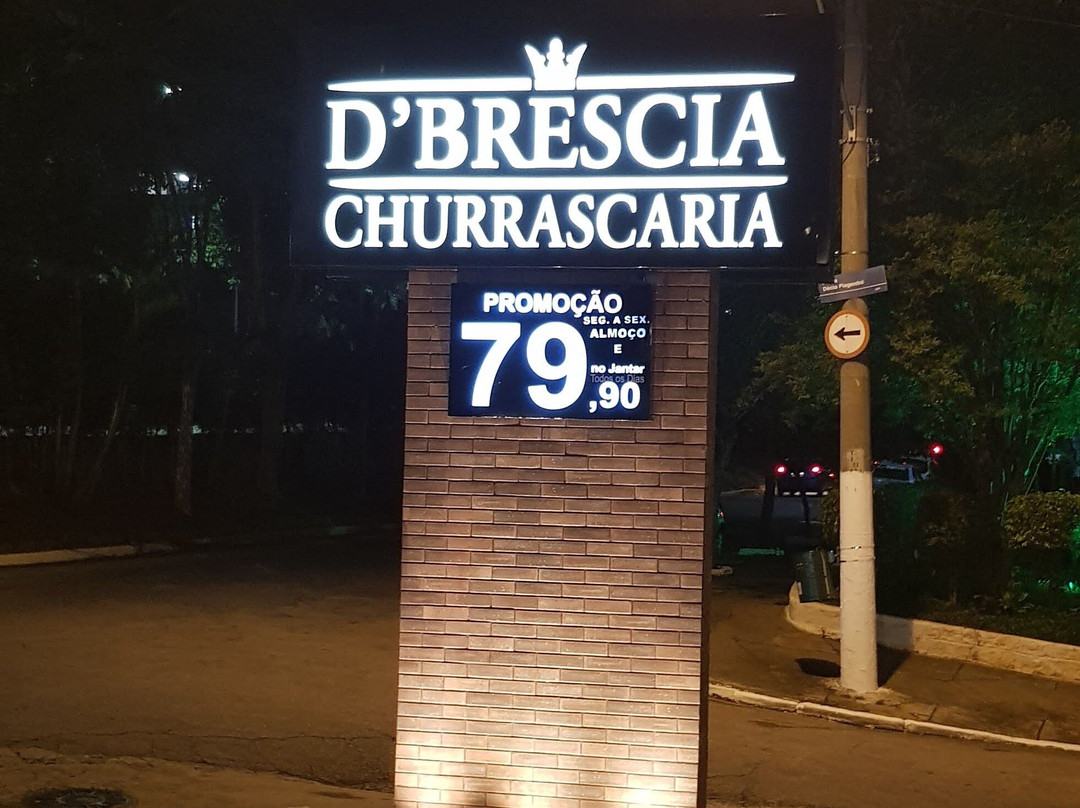 D'BRESCIA
CHURRASCARIA
PROMOÇÃO
79,90
SEG. A SEX.
ALMOÇO
E
no Jantar
Todos os Dias